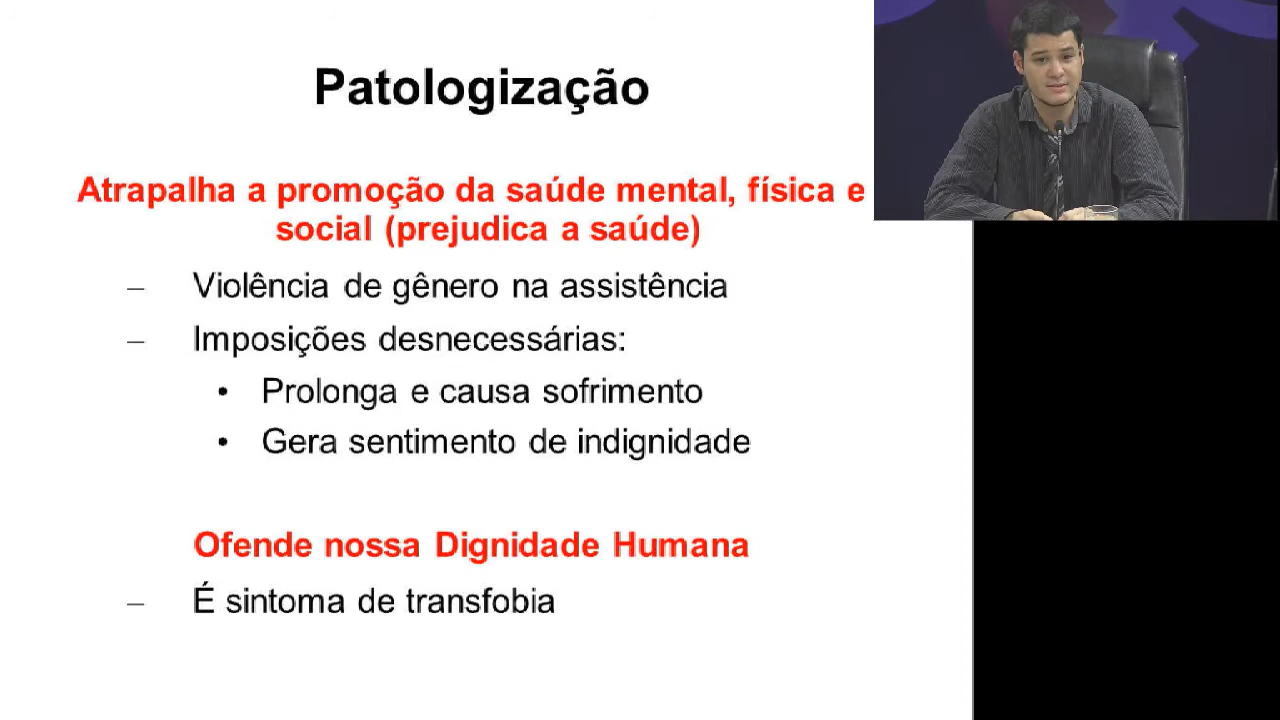 Patologização
Atrapalha a promoção da saúde mental, física e
social (prejudica a saúde)
– Violência de gênero na assistência
– Imposições desnecessárias:
• Prolonga e causa sofrimento
• Gera sentimento de indignidade
Ofende nossa Dignidade Humana
– É sintoma de transfobia